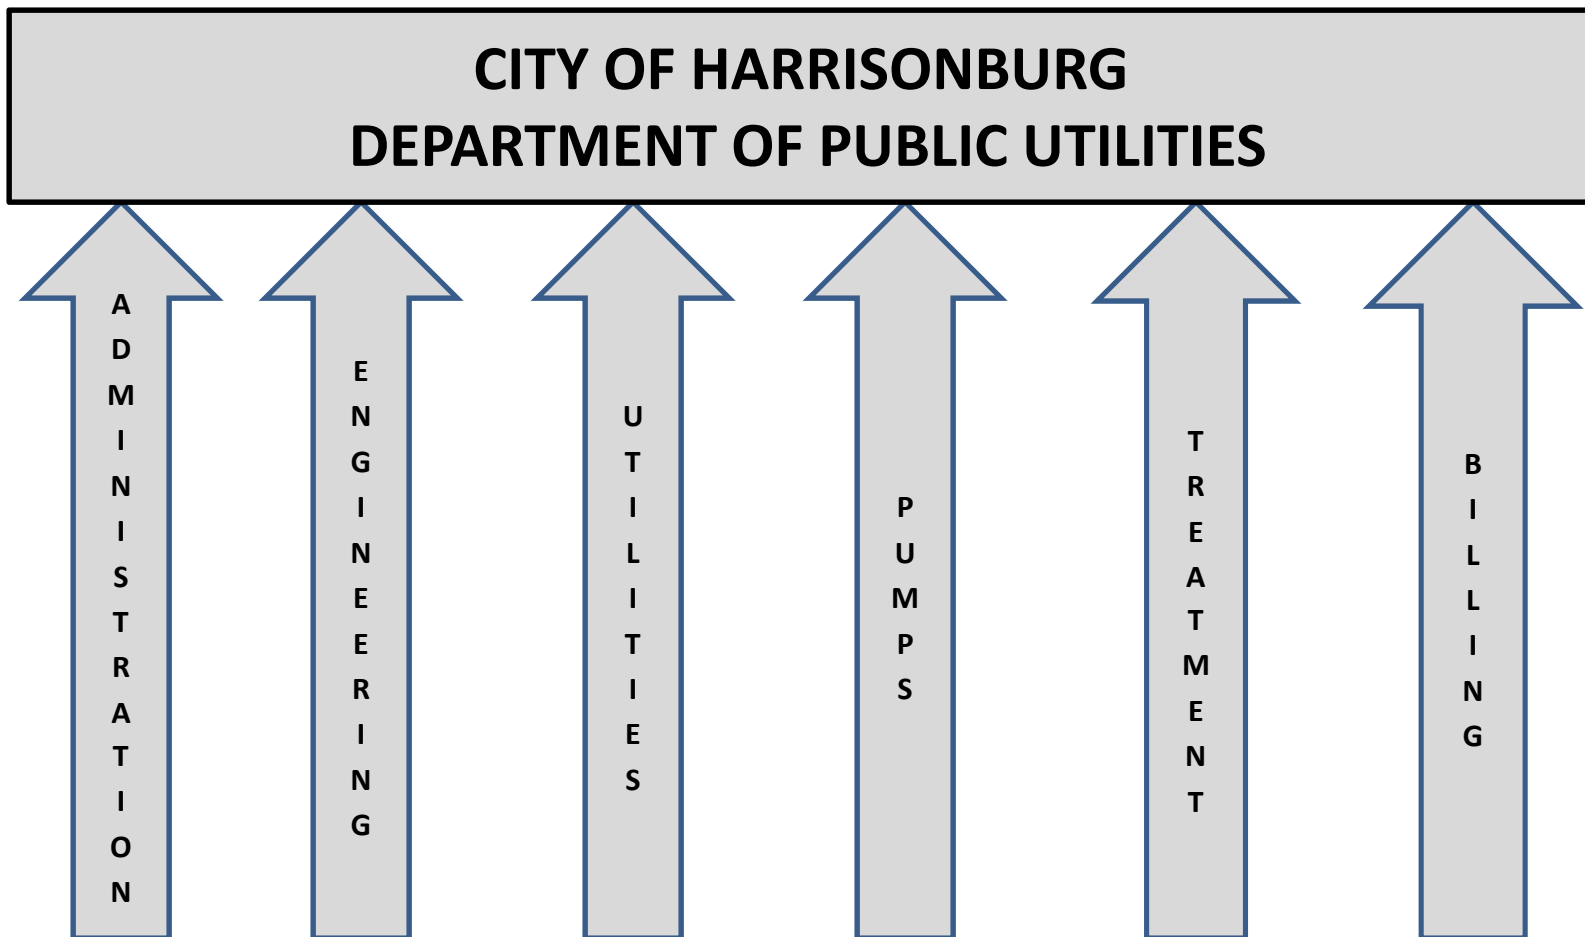 CITY OF HARRISONBURG
DEPARTMENT OF PUBLIC UTILITIES
ADMINISTRATION
ENGINEERING
UTILITIES
PUMPS
TREATMENT
BILLING